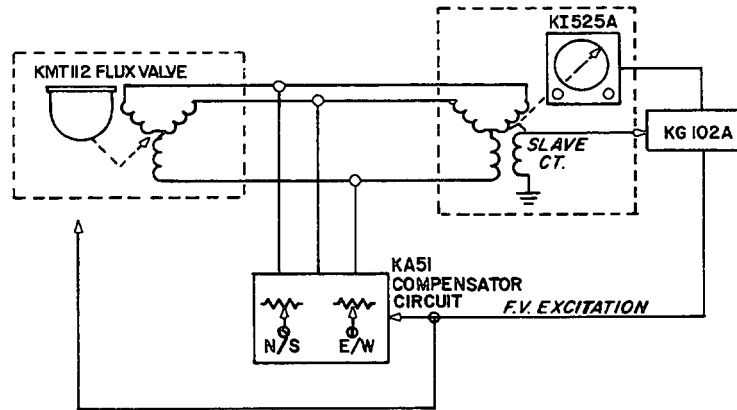 KI525A
KMT112 FLUX VALVE
SLAVE
CT.
KG102A
KA51
COMPENSATOR
CIRCUIT
F.V. EXCITATION
N/S
E/W